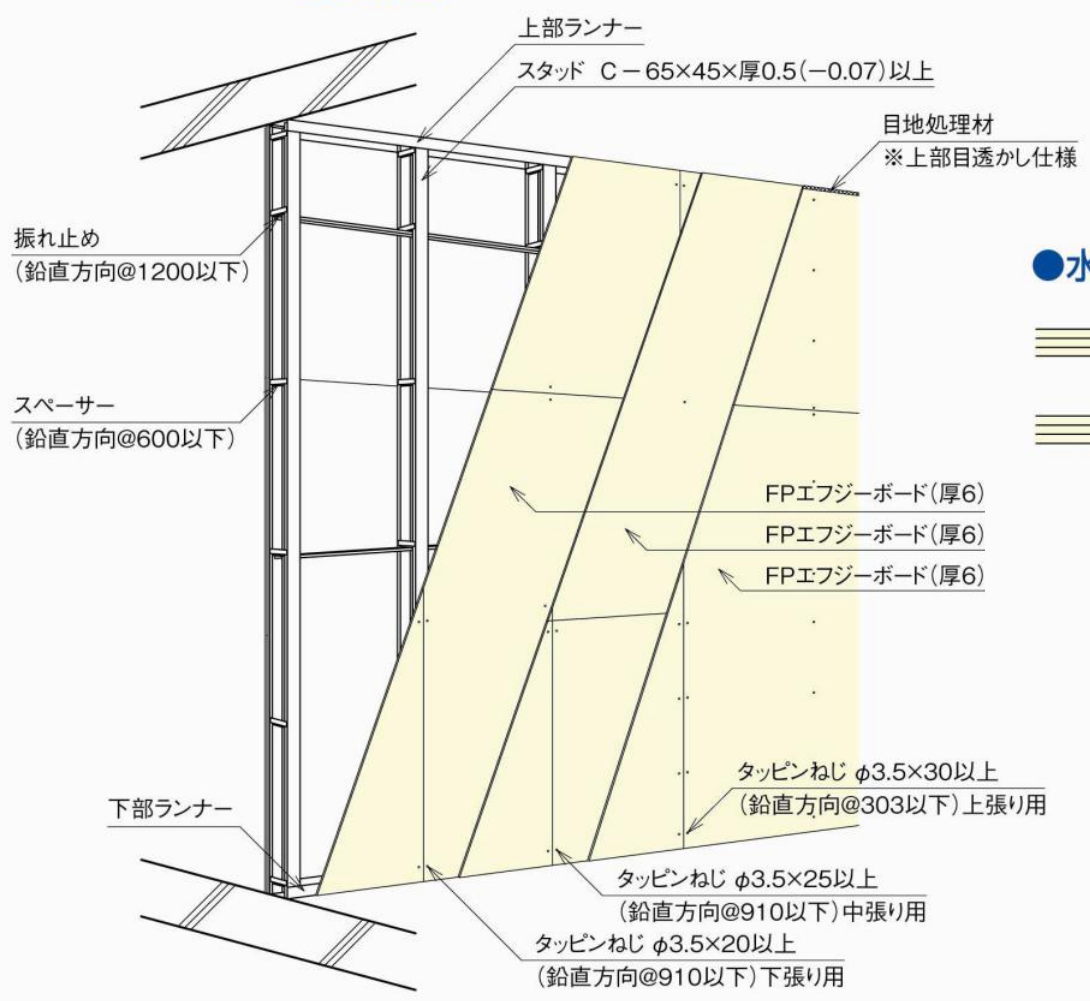 上部ランナー
スタッド C－65×45×厚0.5(－0.07)以上
目地処理材
※上部目透かし仕様
振れ止め
(鉛直方向@1200以下)
●水
スペーサー
(鉛直方向@600以下)
FPエフジーボード(厚6)
FPエフジーボード(厚6)
FPエフジーボード(厚6)
タッピンねじ φ3.5×30以上
(鉛直方向@303以下)上張り用
下部ランナー
タッピンねじ φ3.5×25以上
(鉛直方向@910以下)中張り用
タッピンねじ φ3.5×20以上
(鉛直方向@910以下)下張り用